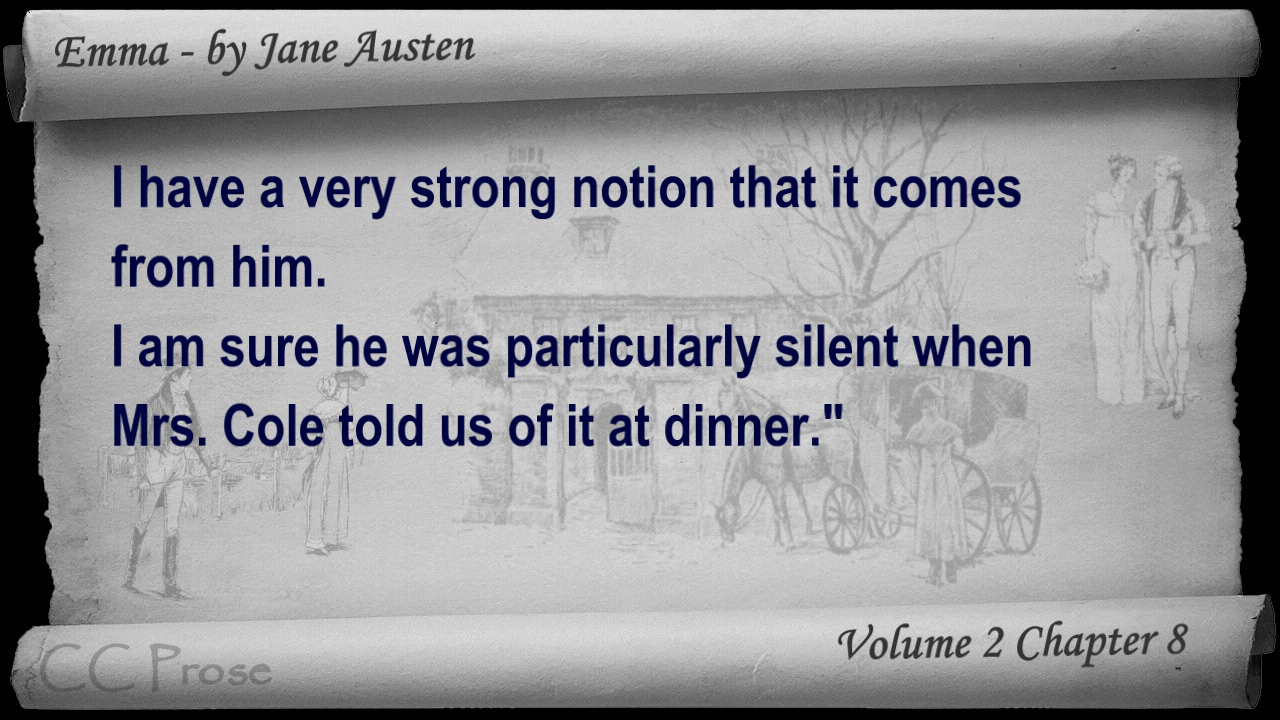 Emma - by Jane Austen
I have a very strong notion that it comes
from him.
I am sure he was particularly silent when
Mrs. Cole told us of it at dinner."
Volume 2 Chapter 8
CC Prose